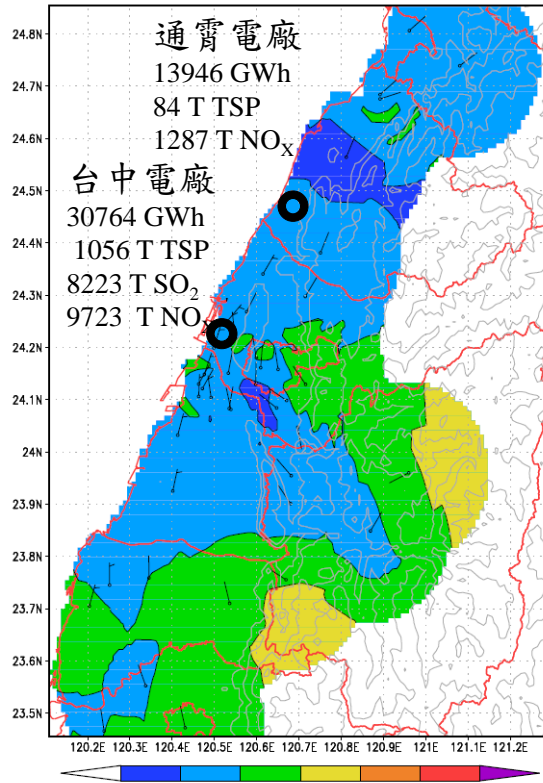 通霄電廠
13946 GWh
84 T TSP
1287 T NOX
台中電廠
30764 GWh
1056 T TSP
8223 T SO2
9723 T NOX
24.8N
24.7N
24.6N
24.5N
24.4N
24.3N
24.2N
24.1N
24N
23.9N
23.8N
23.7N
23.6N
23.5N
120.2E 120.3E 120.4E 120.5E 120.6E 120.7E 120.8E 120.9E 121E 121.1E 121.2E